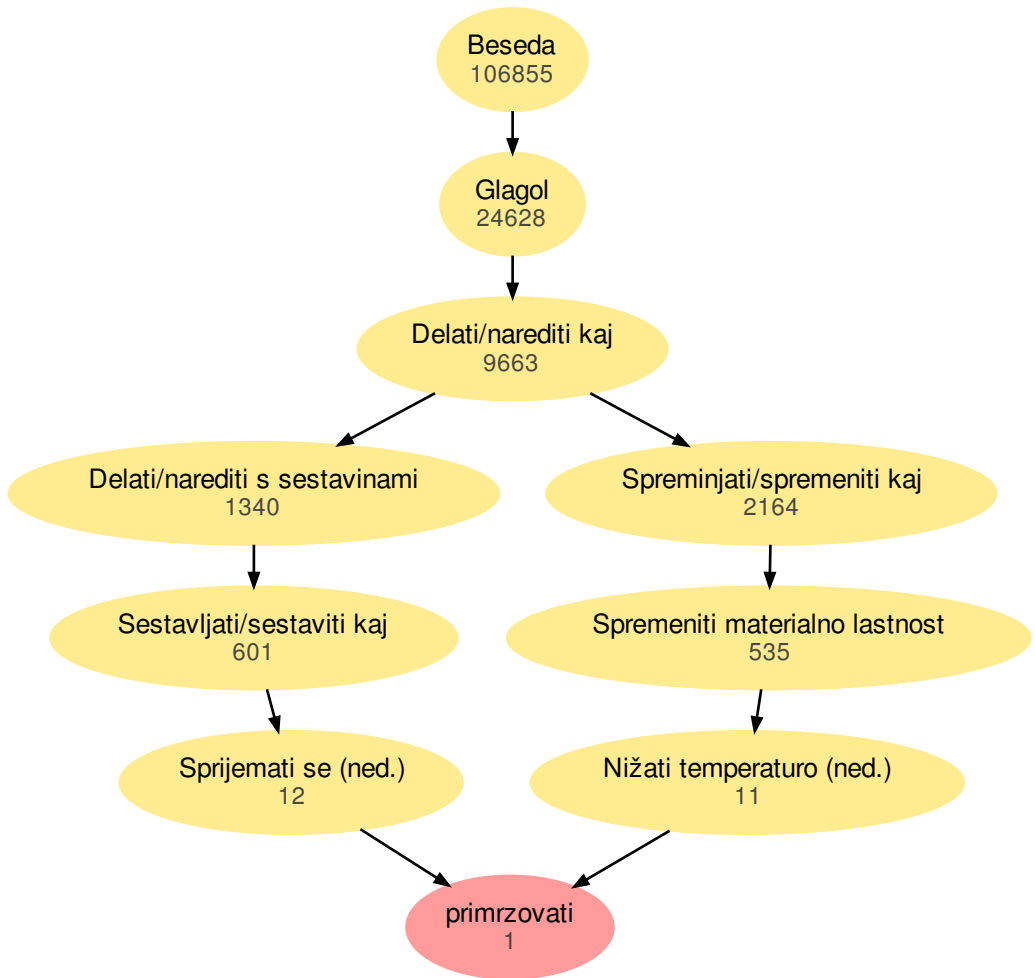 Beseda
106855
Glagol
24628
Delati/narediti kaj
9663
Delati/narediti s sestavinami
1340
Spreminjati/spremeniti kaj
2164
Sestavljati/sestaviti kaj
601
Spremeniti materialno lastnost
535
Sprijemati se (ned.)
12
Nižati temperaturo (ned.)
11
primrzovati
1